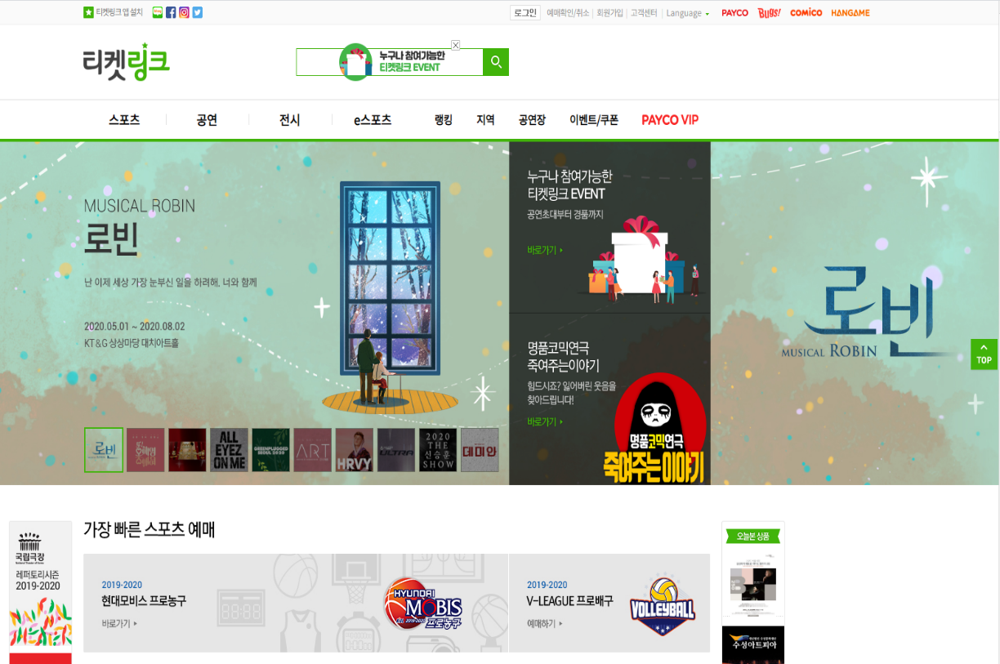 티켓링크 앱 설치
로그인 예매확인/취소 회원가입 고객센터 Language PAYCO Bugs! COMICO HANGAME
티켓링크
누구나 참여가능한
티켓링크 EVENT
스포츠 공연 전시 e스포츠 랭킹 지역 공연장 이벤트/쿠폰 PAYCO VIP
MUSICAL ROBIN
로빈
난 이제 세상 가장 눈부신 일을 하려해. 너와 함께
2020.05.01 ~ 2020.08.02
KT&G 상상마당 대치아트홀
로빈
ALL
EYEZ
ON ME
GREENPLUGGED
SEOUL 2020
ART
HRVY
ULTRA
2020
THE
신승훈
SHOW
데미안
누구나 참여가능한
티켓링크 EVENT
공연초대부터 경품까지
바로가기
명품코믹연극
죽여주는이야기
힘드시죠? 잃어버린 웃음을
찾아드립니다!
바로가기
명품코믹연극
죽여주는이야기
로빈
MUSICAL ROBIN
TOP
국립극장
레퍼토리시즌
2019-2020
가장 빠른 스포츠 예매
2019-2020
현대모비스 프로농구
바로가기
HYUNDAI
MOBIS
2019-2020 프로농구
2019-2020
V-LEAGUE 프로배구
예매하기
VOLLEYBALL
오늘본 상품
수성아트피아